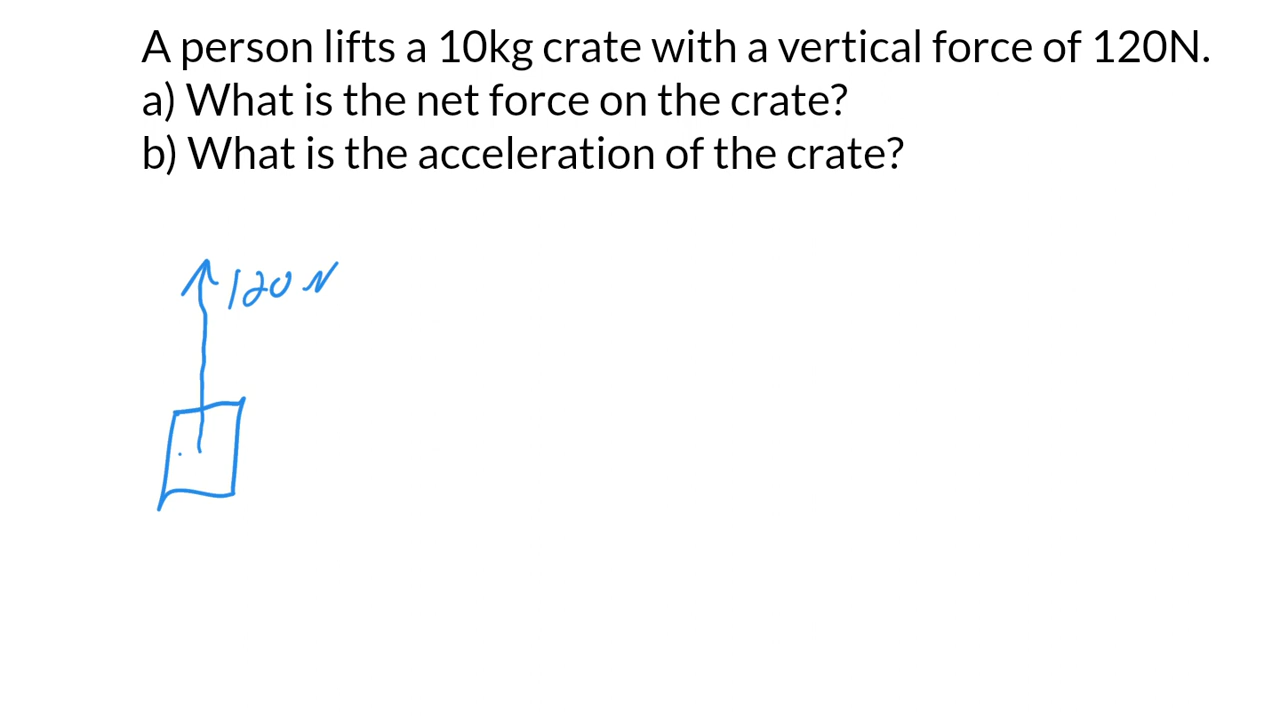 A person lifts a 10kg crate with a vertical force of 120N.
a) What is the net force on the crate?
b) What is the acceleration of the crate?
120 N